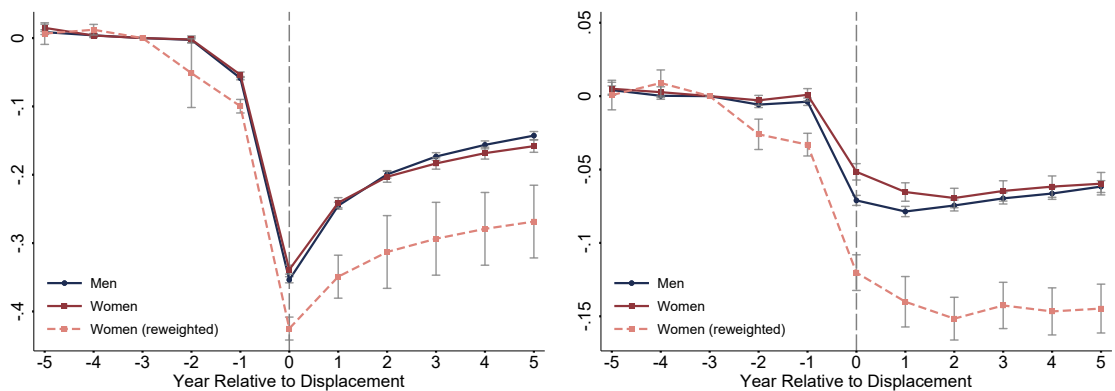 0
-.1
-.2
-.3
-.4
Men
Women
Women (reweighted)
-5 -4 -3 -2 -1 0 1 2 3 4 5
Year Relative to Displacement
.05
0
-.05
-.1
-.15
Men
Women
Women (reweighted)
-5 -4 -3 -2 -1 0 1 2 3 4 5
Year Relative to Displacement